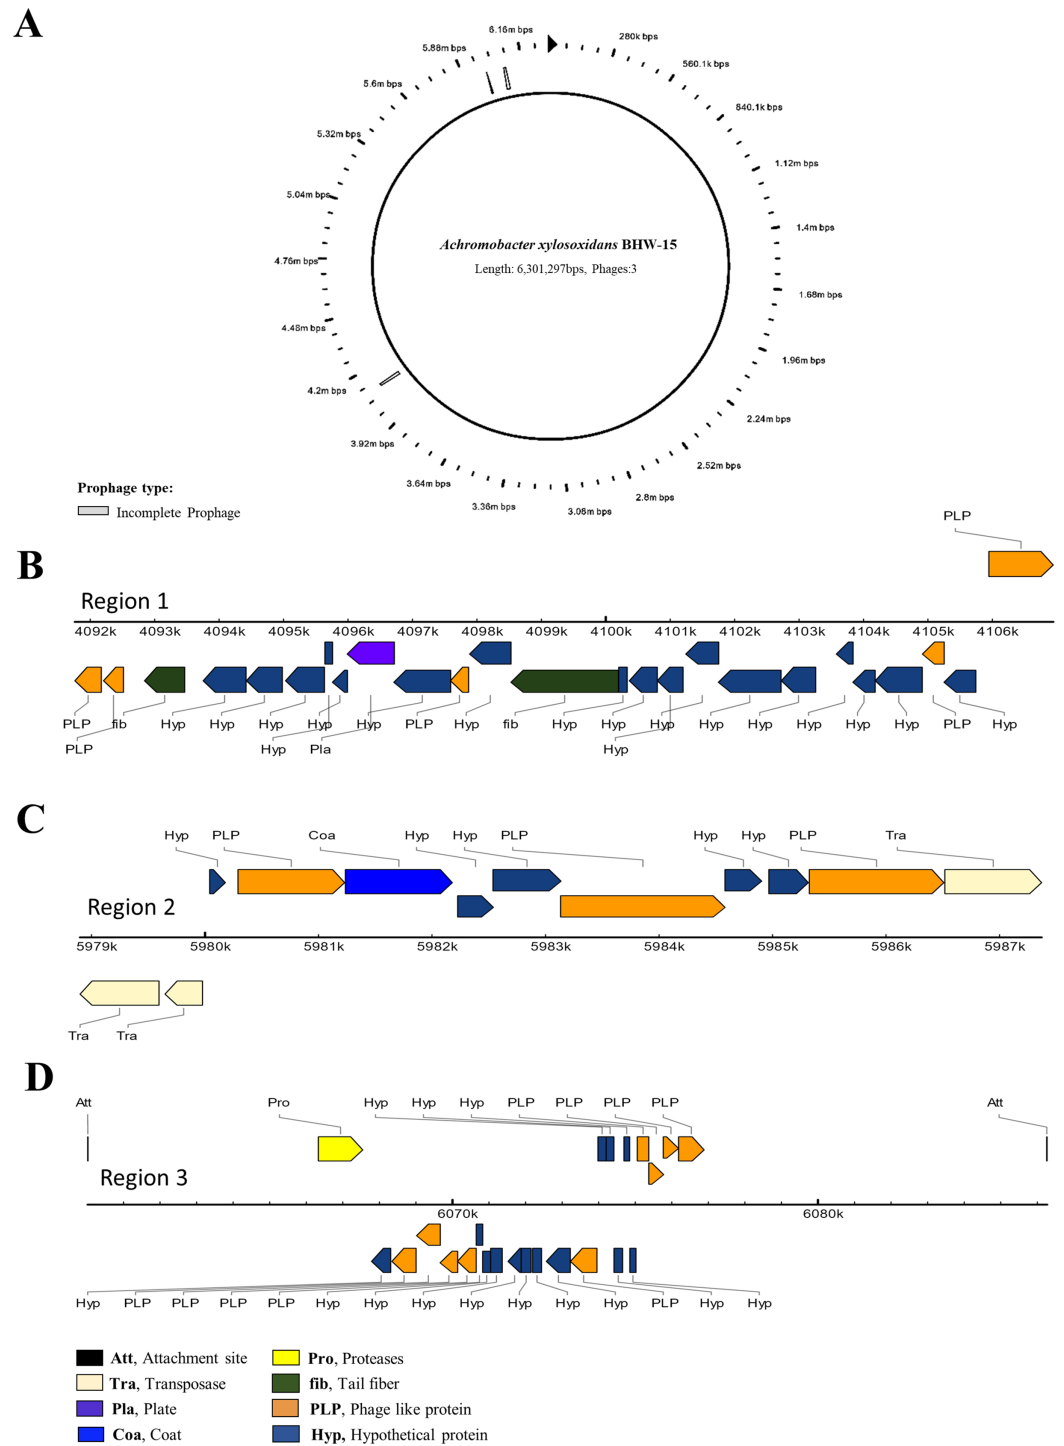 A
6.16m bps
280k bps
5.88m bps
560.1k bps
5.6m bps
840.1k bps
5.32m bps
1.12m bps
5.04m bps
1.4m bps
Achromobacter xylosoxidans BHW-15
4.76m bps
Length: 6,301,297bps, Phages:3
1.68m bps
4.48m bps
1.96m bps
4.2m bps
2.24m bps
3.92m bps
2.52m bps
3.64m bps
2.8m bps
3.36m bps
3.08m bps
Prophage type:
Incomplete Prophage
PLP
B
Region 1
4092k 4093k 4094k 4095k 4096k 4097k 4098k 4099k 4100k 4101k 4102k 4103k 4104k 4105k 4106k
PLP fib Hyp Hyp Hyp Hyp Hyp PLP Hyp fib Hyp Hyp Hyp Hyp Hyp Hyp Hyp Hyp PLP Hyp
PLP Hyp Pla Hyp
C
Hyp PLP Coa Hyp Hyp PLP Hyp Hyp PLP Tra
Region 2
5979k 5980k 5981k 5982k 5983k 5984k 5985k 5986k 5987k
Tra Tra
D
Att Pro Hyp Hyp Hyp PLP PLP PLP PLP Att
Region 3
6070k 6080k
Hyp PLP PLP PLP PLP Hyp Hyp Hyp Hyp Hyp Hyp Hyp PLP Hyp Hyp
Att, Attachment site
Pro, Proteases
Tra, Transposase
fib, Tail fiber
Pla, Plate
PLP, Phage like protein
Coa, Coat
Hyp, Hypothetical protein